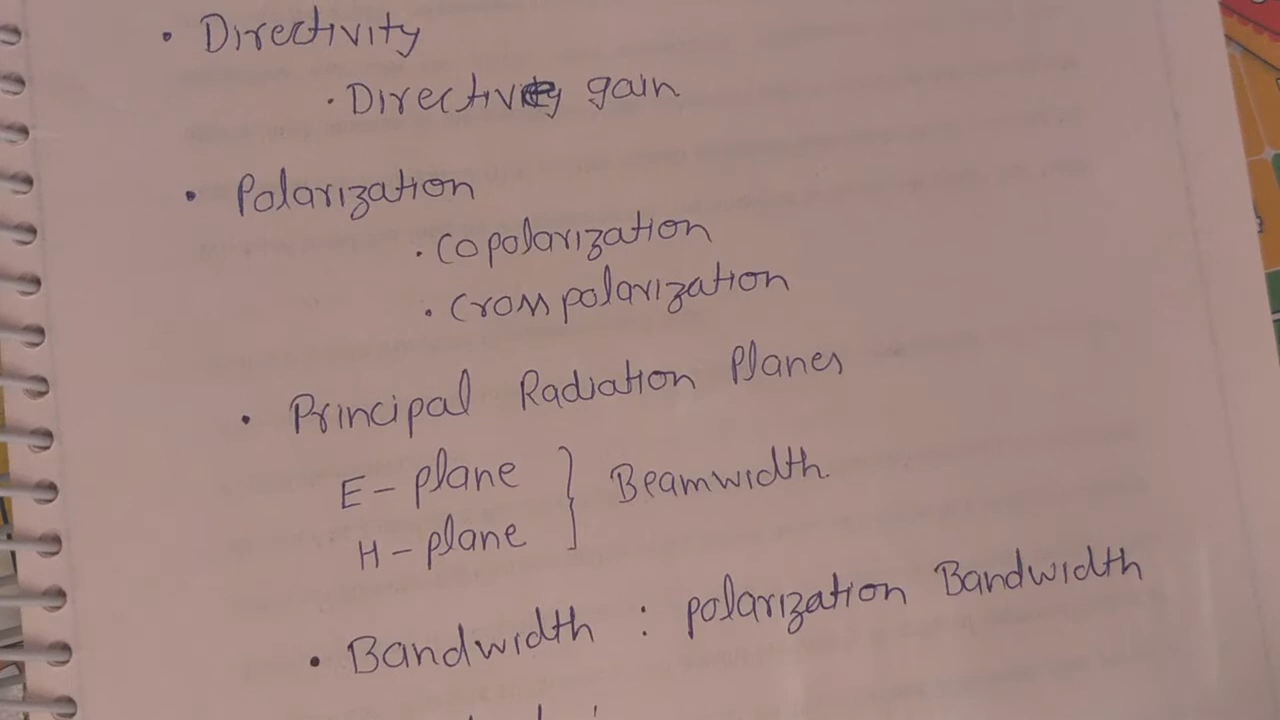 • Directivity
• Directivity gain
• Polarization
• Copolarization
• Cross polarization
• Principal Radiation Planes
E - plane } Beamwidth
H - plane
• Bandwidth : polarization Bandwidth